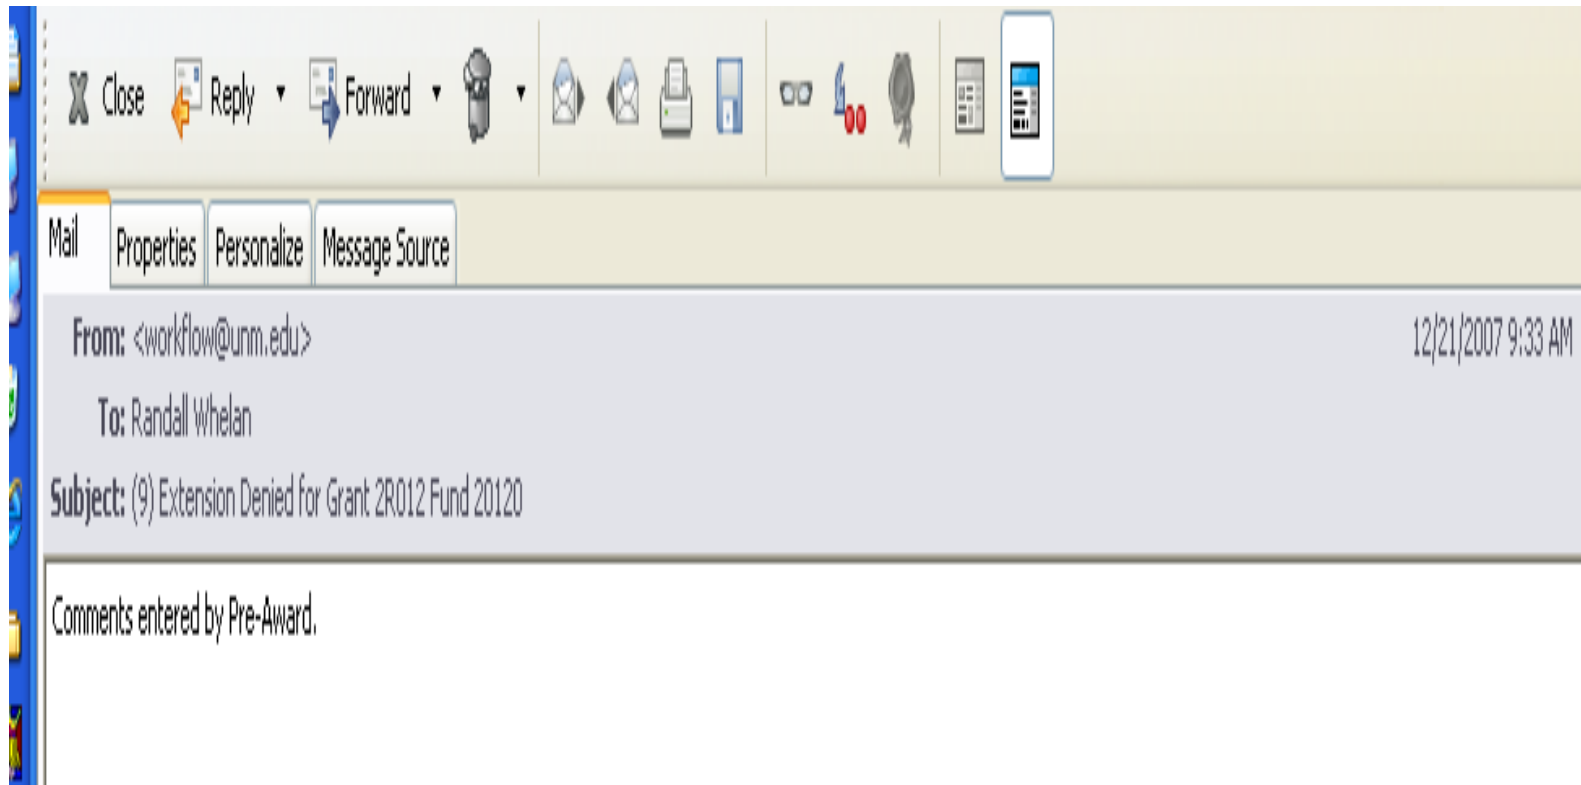 Close Reply Forward
Mail Properties Personalize Message Source
From: <workflow@unm.edu> 12/21/2007 9:33 AM
To: Randall Whelan
Subject: (9) Extension Denied for Grant 2R012 Fund 20120
Comments entered by Pre-Award.